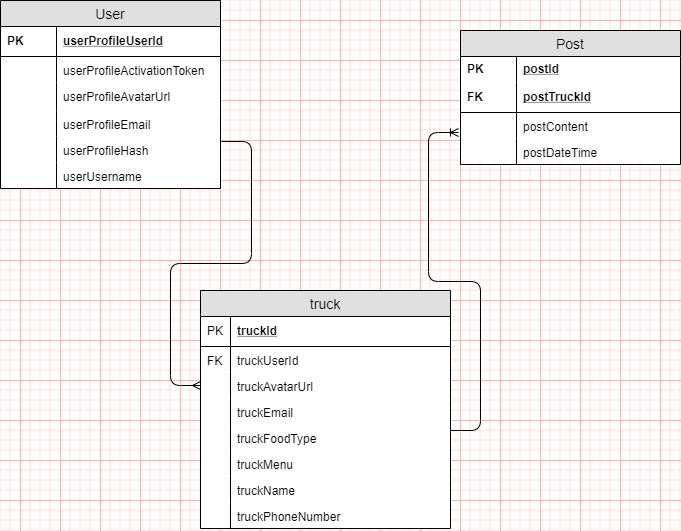 User
PK userProfileUserId
userProfileActivationToken
userProfileAvatarUrl
userProfileEmail
userProfileHash
userUsername
Post
PK postId
FK postTruckId
postContent
postDateTime
truck
PK truckId
FK truckUserId
truckAvatarUrl
truckEmail
truckFoodType
truckMenu
truckName
truckPhoneNumber